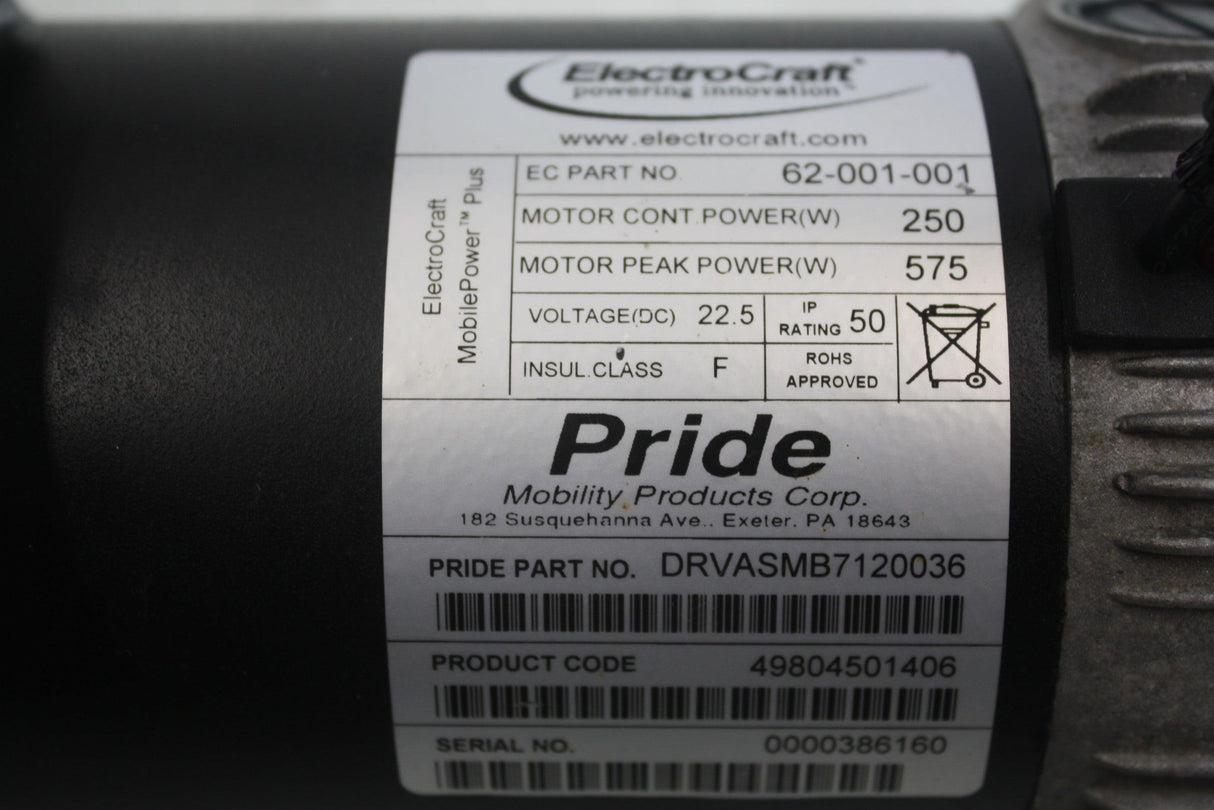 ElectroCraft
powering innovation
www.electrocraft.com
ElectroCraft
MobilePower™ Plus
EC PART NO. 62-001-001
MOTOR CONT. POWER(W) 250
MOTOR PEAK POWER(W) 575
VOLTAGE(DC) 22.5
IP RATING 50
INSUL.CLASS F
ROHS
APPROVED
Pride
Mobility Products Corp.
182 Susquehanna Ave., Exeter, PA 18643
PRIDE PART NO. DRVASMB7120036
PRODUCT CODE 49804501406
SERIAL NO. 0000386160